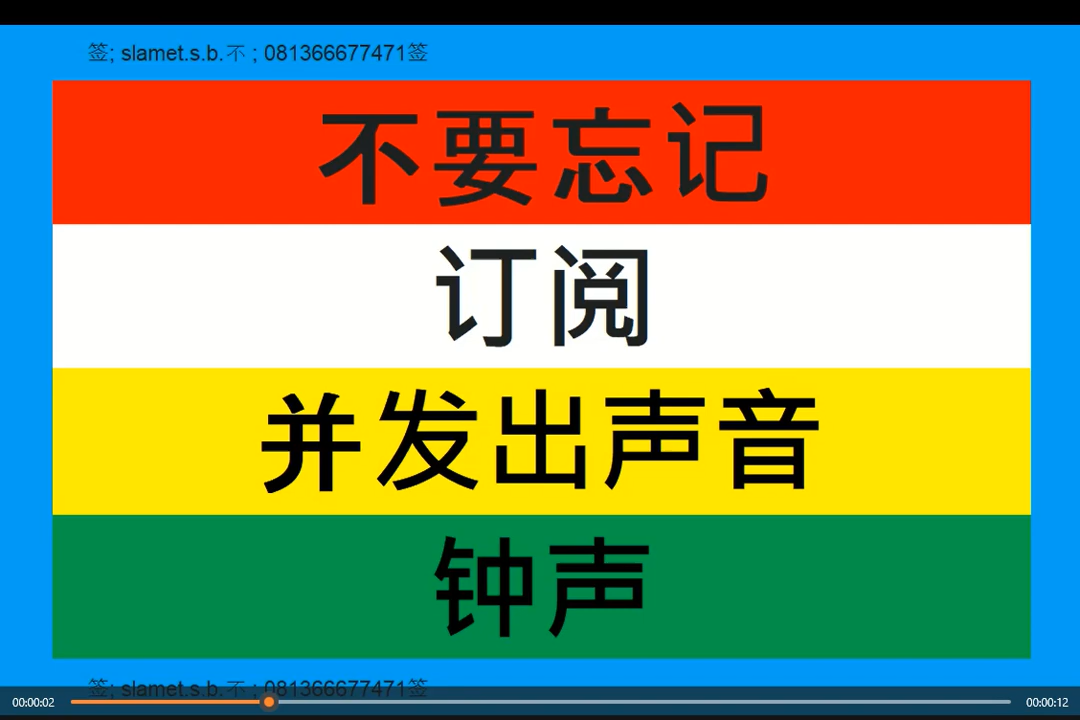 签; slamet.s.b.不 ; 081366677471签
不要忘记
订阅
并发出声音
钟声
签; slamet.s.b.不 ; 081366677471签
00:00:02
00:00:12